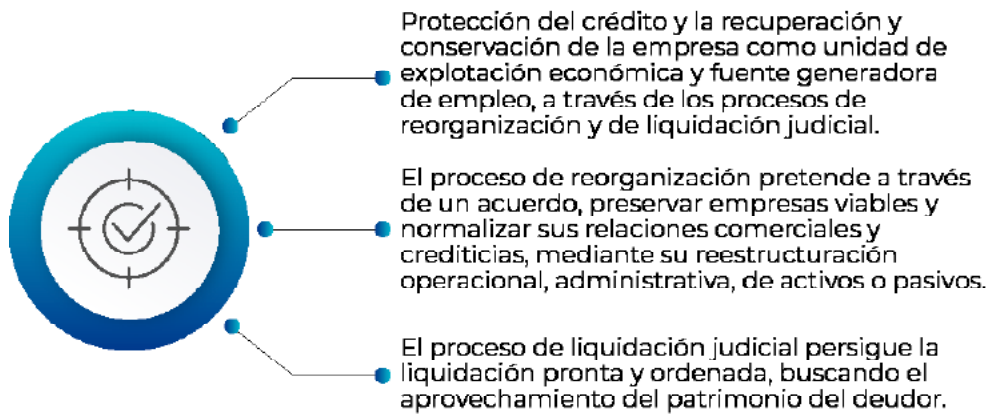 Protección del crédito y la recuperación y
conservación de la empresa como unidad de
explotación económica y fuente generadora
de empleo, a través de los procesos de
reorganización y de liquidación judicial.
El proceso de reorganización pretende a través
de un acuerdo, preservar empresas viables y
normalizar sus relaciones comerciales y
crediticias, mediante su reestructuración
operacional, administrativa, de activos o pasivos.
El proceso de liquidación judicial persigue la
liquidación pronta y ordenada, buscando el
aprovechamiento del patrimonio del deudor.